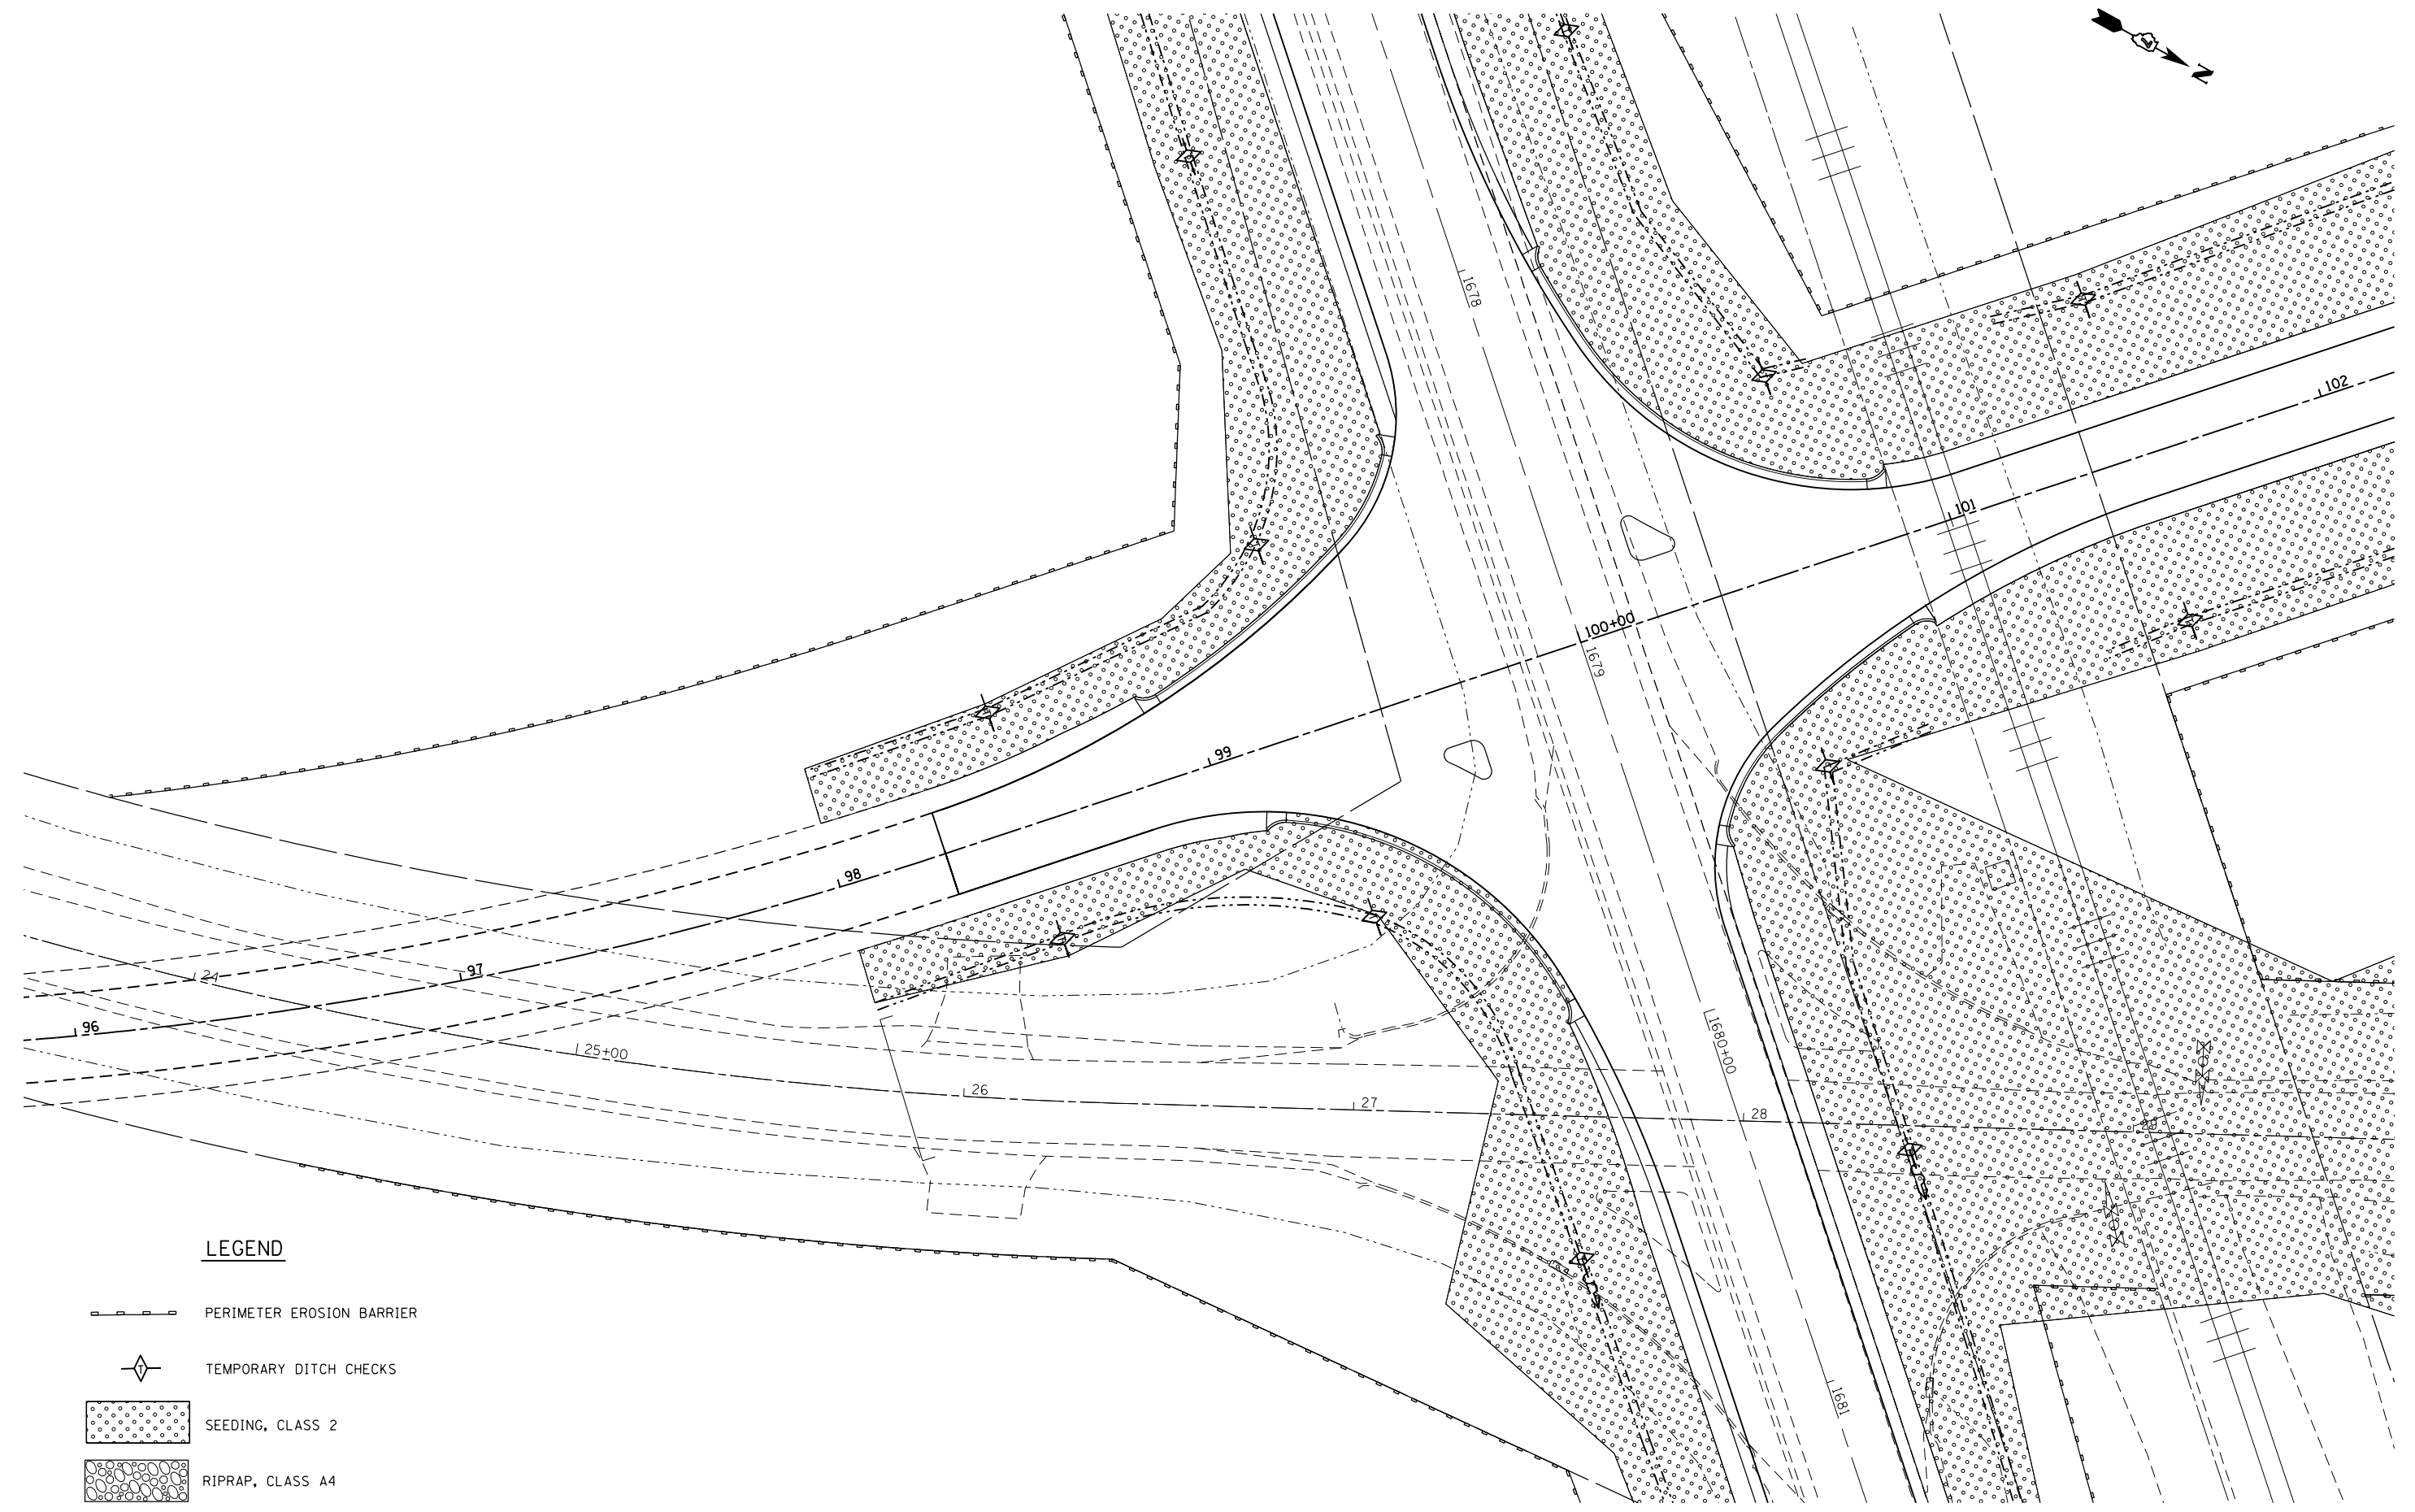 N
1678
102
101
100+00
1679
99
98
97
24
96
25+00
26
27
28
29
1680+00
1681
LEGEND
PERIMETER EROSION BARRIER
T
TEMPORARY DITCH CHECKS
SEEDING, CLASS 2
RIPRAP, CLASS A4